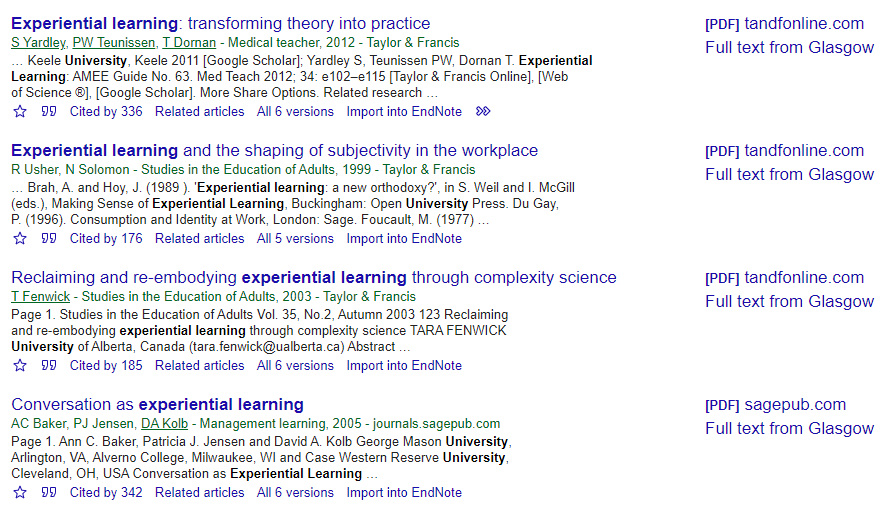 Experiential learning: transforming theory into practice
[PDF] tandfonline.com
S Yardley, PW Teunissen, T Dornan - Medical teacher, 2012 - Taylor & Francis
Full text from Glasgow
... Keele University, Keele 2011 [Google Scholar]; Yardley S, Teunissen PW, Dornan T. Experiential
Learning: AMEE Guide No. 63. Med Teach 2012; 34: e102–e115 [Taylor & Francis Online], [Web
of Science ®], [Google Scholar]. More Share Options. Related research ...
Cited by 336 Related articles All 6 versions Import into EndNote
Experiential learning and the shaping of subjectivity in the workplace
[PDF] tandfonline.com
R Usher, N Solomon - Studies in the Education of Adults, 1999 - Taylor & Francis
Full text from Glasgow
... Brah, A. and Hoy, J. (1989 ). 'Experiential learning: a new orthodoxy?', in S. Weil and I. McGill
(eds.), Making Sense of Experiential Learning, Buckingham: Open University Press. Du Gay,
P. (1996). Consumption and Identity at Work, London: Sage. Foucault, M. (1977) ...
Cited by 176 Related articles All 5 versions Import into EndNote
Reclaiming and re-embodying experiential learning through complexity science
[PDF] tandfonline.com
T Fenwick - Studies in the Education of Adults, 2003 - Taylor & Francis
Full text from Glasgow
Page 1. Studies in the Education of Adults Vol. 35, No.2, Autumn 2003 123 Reclaiming
and re-embodying experiential learning through complexity science TARA FENWICK
University of Alberta, Canada (tara.fenwick@ualberta.ca) Abstract ...
Cited by 185 Related articles All 6 versions Import into EndNote
Conversation as experiential learning
[PDF] sagepub.com
AC Baker, PJ Jensen, DA Kolb - Management learning, 2005 - journals.sagepub.com
Full text from Glasgow
Page 1. Ann C. Baker, Patricia J. Jensen and David A. Kolb George Mason University,
Arlington, VA, Alverno College, Milwaukee, WI and Case Western Reserve University,
Cleveland, OH, USA Conversation as Experiential Learning ...
Cited by 342 Related articles All 6 versions Import into EndNote